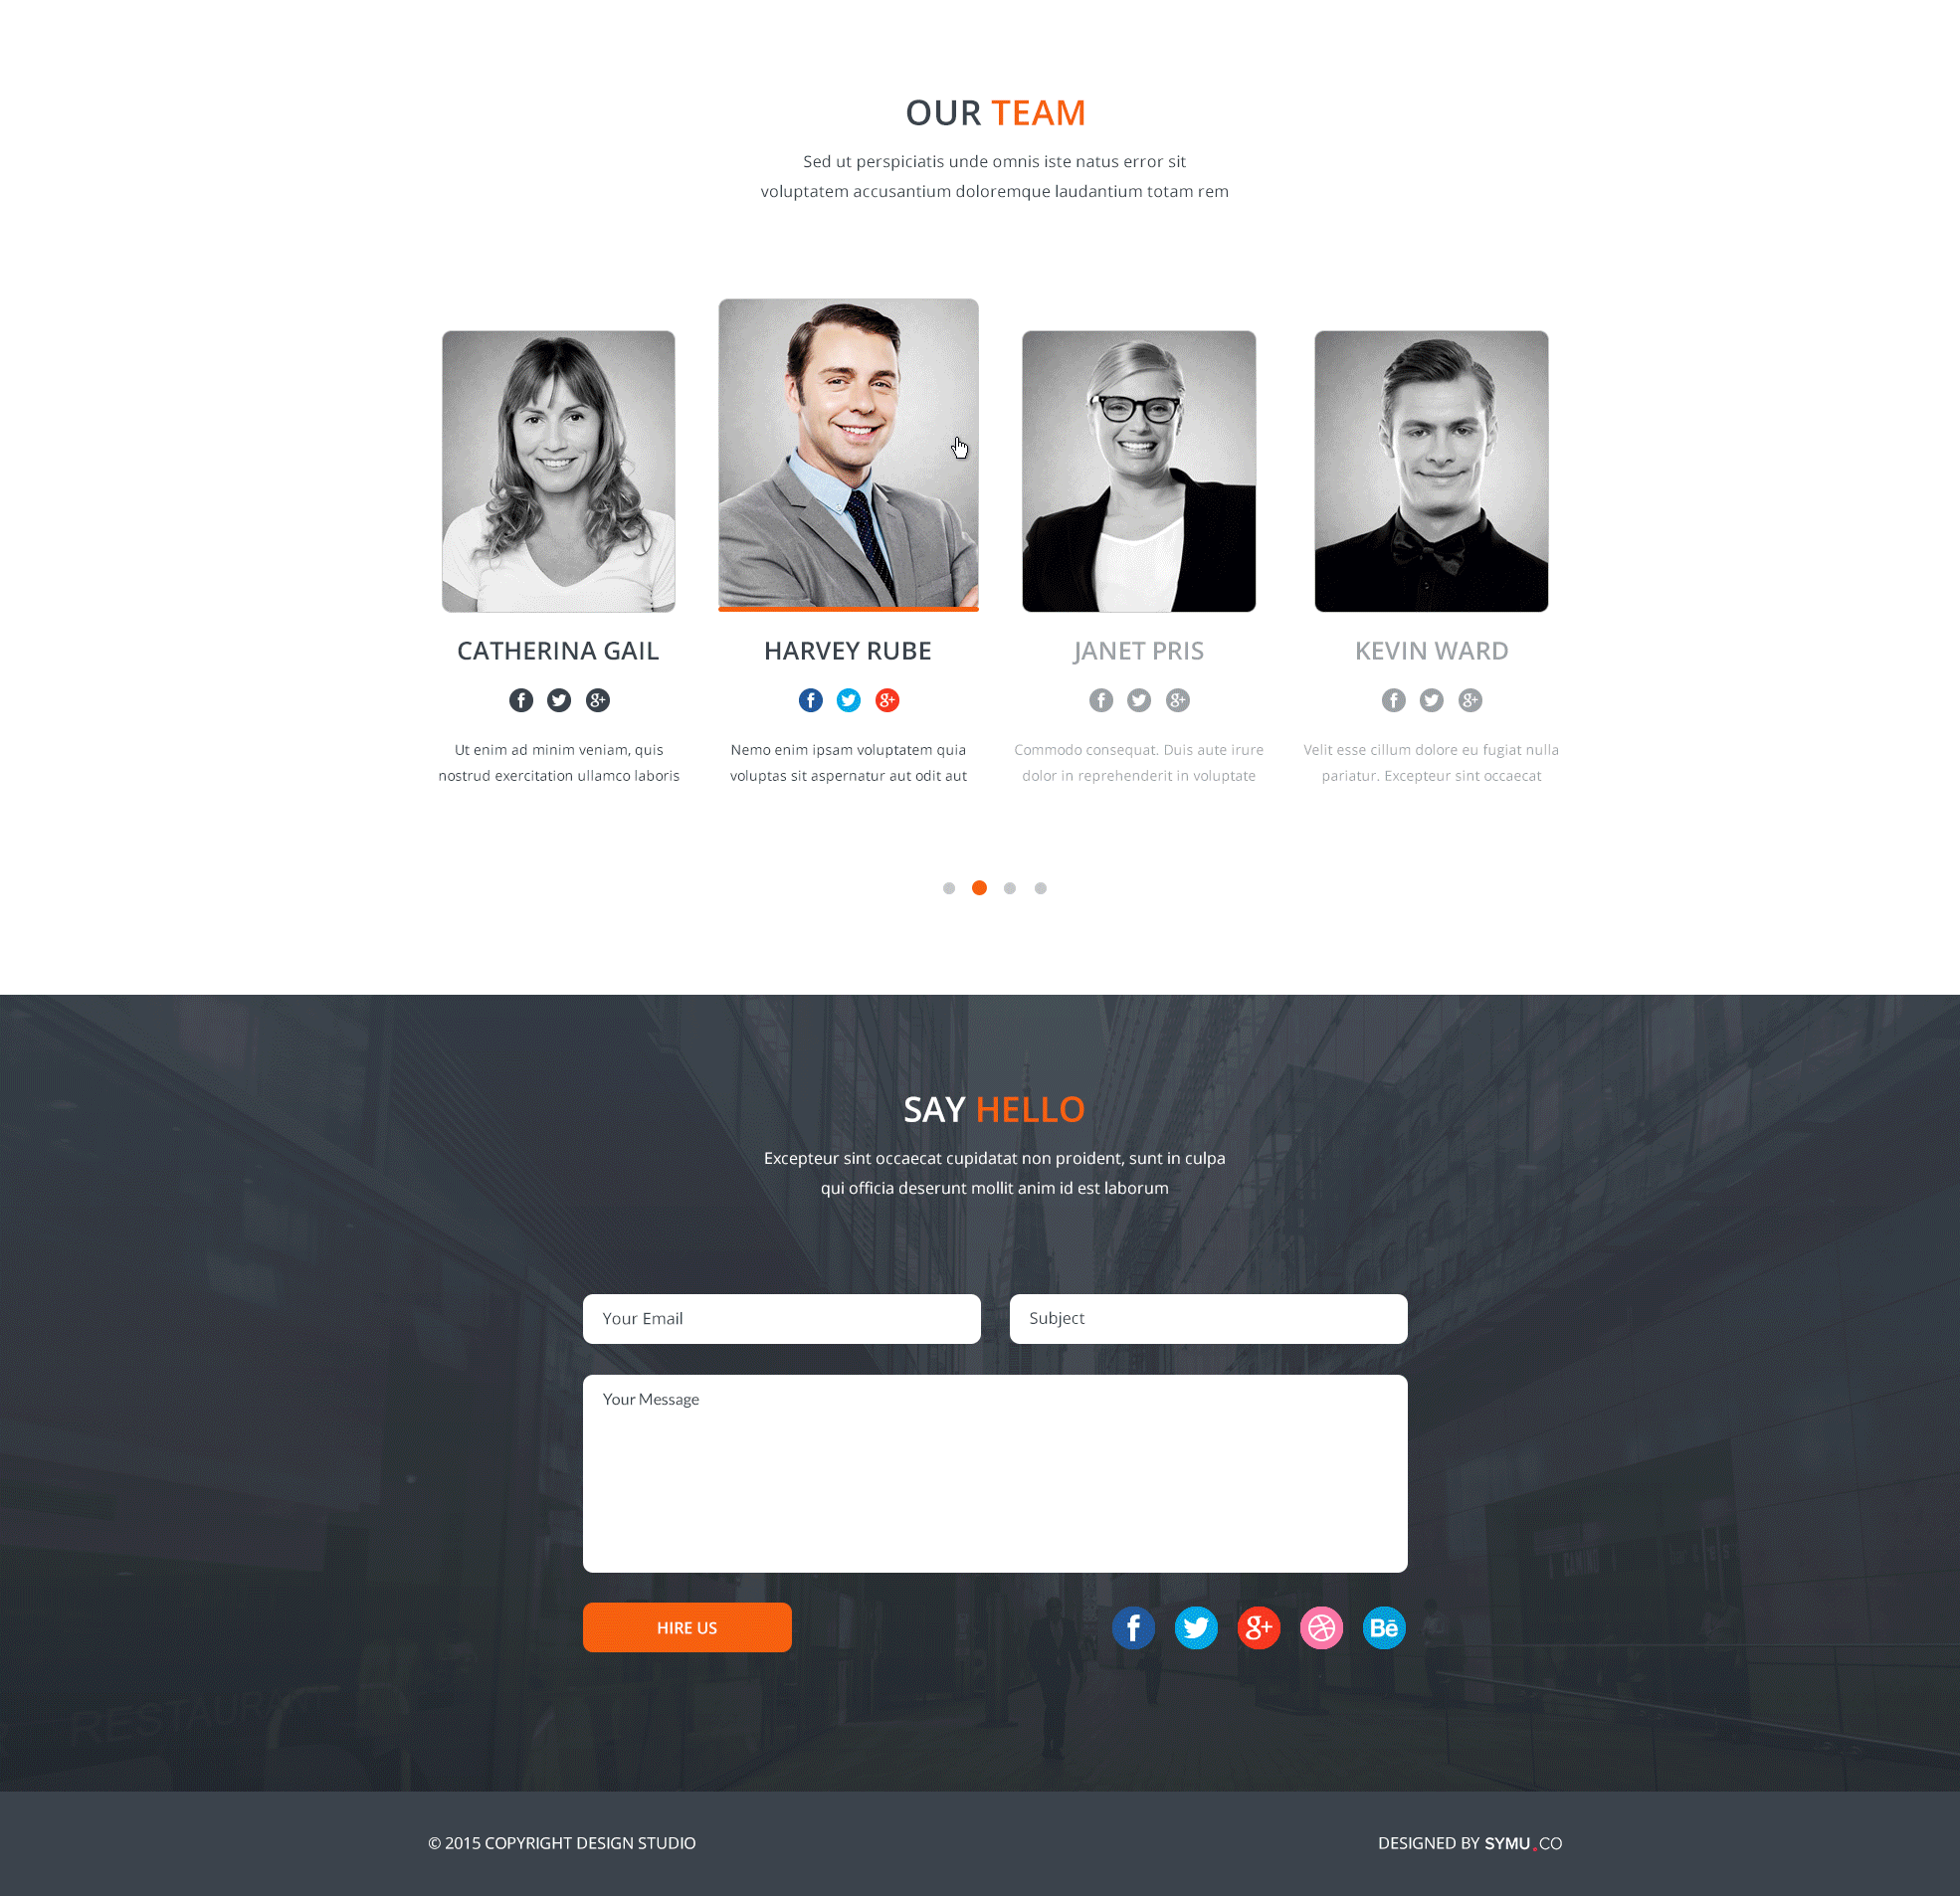 OUR TEAM
Sed ut perspiciatis unde omnis iste natus error sit
voluptatem accusantium doloremque laudantium totam rem
CATHERINA GAIL
Ut enim ad minim veniam, quis
nostrud exercitation ullamco laboris
HARVEY RUBE
Nemo enim ipsam voluptatem quia
voluptas sit aspernatur aut odit aut
JANET PRIS
Commodo consequat. Duis aute irure
dolor in reprehenderit in voluptate
KEVIN WARD
Velit esse cillum dolore eu fugiat nulla
pariatur. Excepteur sint occaecat
SAY HELLO
Excepteur sint occaecat cupidatat non proident, sunt in culpa
qui officia deserunt mollit anim id est laborum
Your Email
Subject
Your Message
HIRE US
Bē
RESTAURANT
© 2015 COPYRIGHT DESIGN STUDIO
DESIGNED BY SYMU.CO